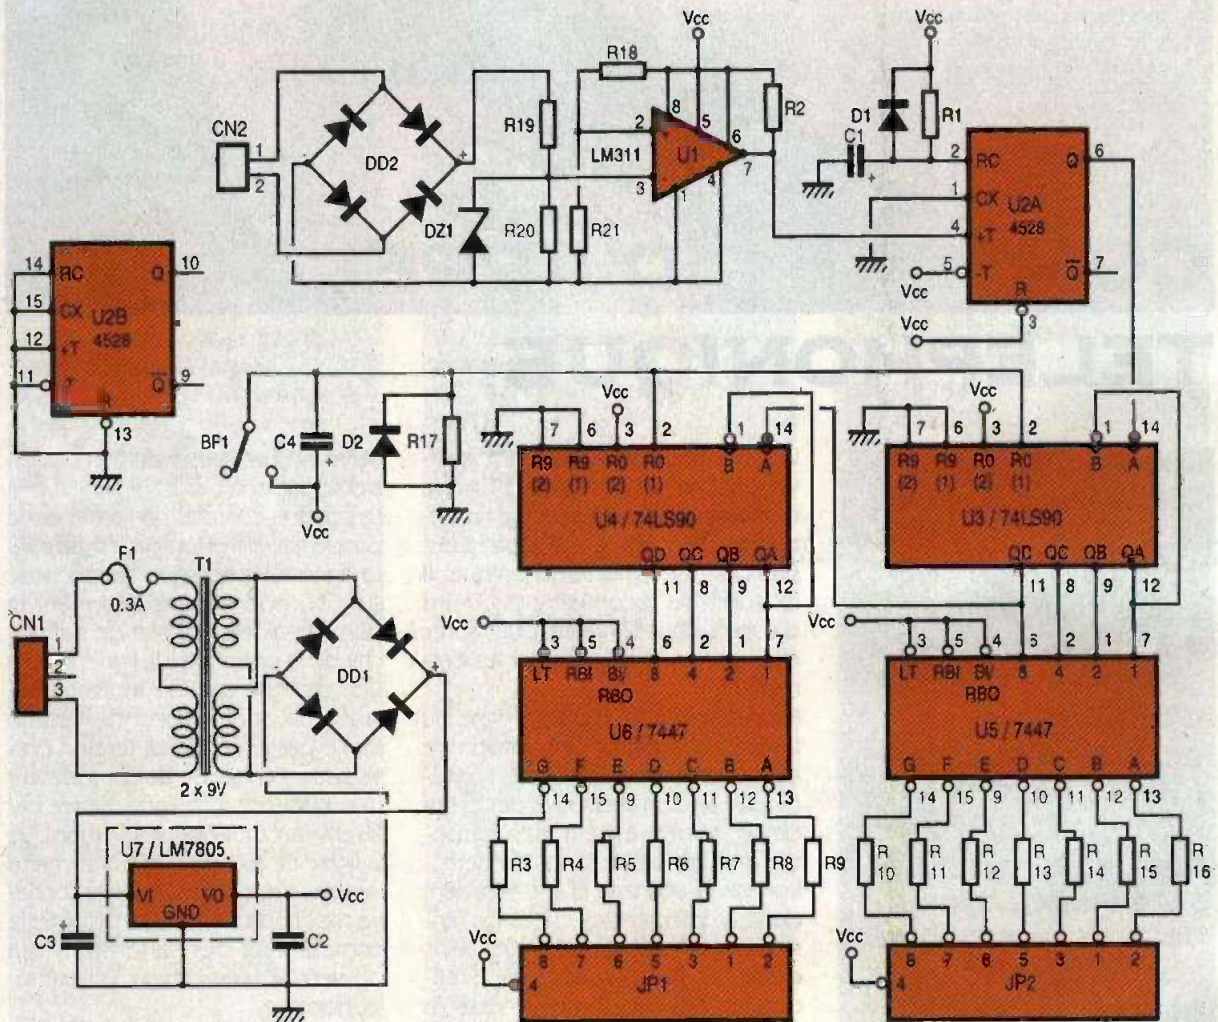 Vcc
Vcc
R18
8
5
6
R2
CN2
1
2
DD2
R19
2
LM311
U1
7
3
4
1
DZ1
R20
R21
D1
R1
C1
+
2
RC
Q
6
1
CX
U2A
4528
4
+T
5
-T
Q
7
Vcc
R
3
Vcc
14
RC
Q
10
15
CX
U2B
4528
12
+T
11
-T
Q
9
13
BF1
C4
+
D2
R17
Vcc
Vcc
7
6
3
2
1
14
R9
R9
R0
R0
B
A
(2)
(1)
(2)
(1)
U4 / 74LS90
QD
QC
QB
QA
11
8
9
12
Vcc
7
6
3
2
1
14
R9
R9
R0
R0
B
A
(2)
(1)
(2)
(1)
U3 / 74LS90
QD
QC
QB
QA
11
8
9
12
F1
0.3A
T1
CN1
1
2
3
DD1
-
+
2 x 9V
Vcc
3
5
4
6
2
1
7
LT
RBI
BI/
8
4
2
1
RBO
U6 / 7447
G
F
E
D
C
B
A
14
15
9
10
11
12
13
Vcc
3
5
4
6
2
1
7
LT
RBI
BI/
8
4
2
1
RBO
U5 / 7447
G
F
E
D
C
B
A
14
15
9
10
11
12
13
U7 / LM7805
VI
VO
GND
Vcc
C3
+
C2
R3
R4
R5
R6
R7
R8
R9
R
10
R
11
R
12
R
13
R
14
R
15
R
16
Vcc
4
8
7
6
5
3
1
2
JP1
Vcc
4
8
7
6
5
3
1
2
JP2